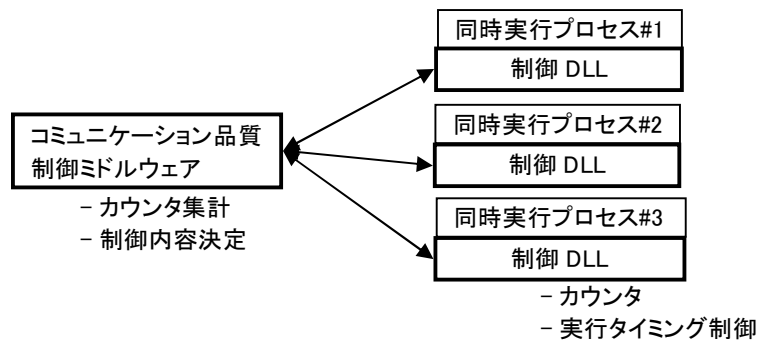 同時実行プロセス#1
制御 DLL
コミュニケーション品質
制御ミドルウェア
- カウンタ集計
- 制御内容決定
同時実行プロセス#2
制御 DLL
同時実行プロセス#3
制御 DLL
- カウンタ
- 実行タイミング制御